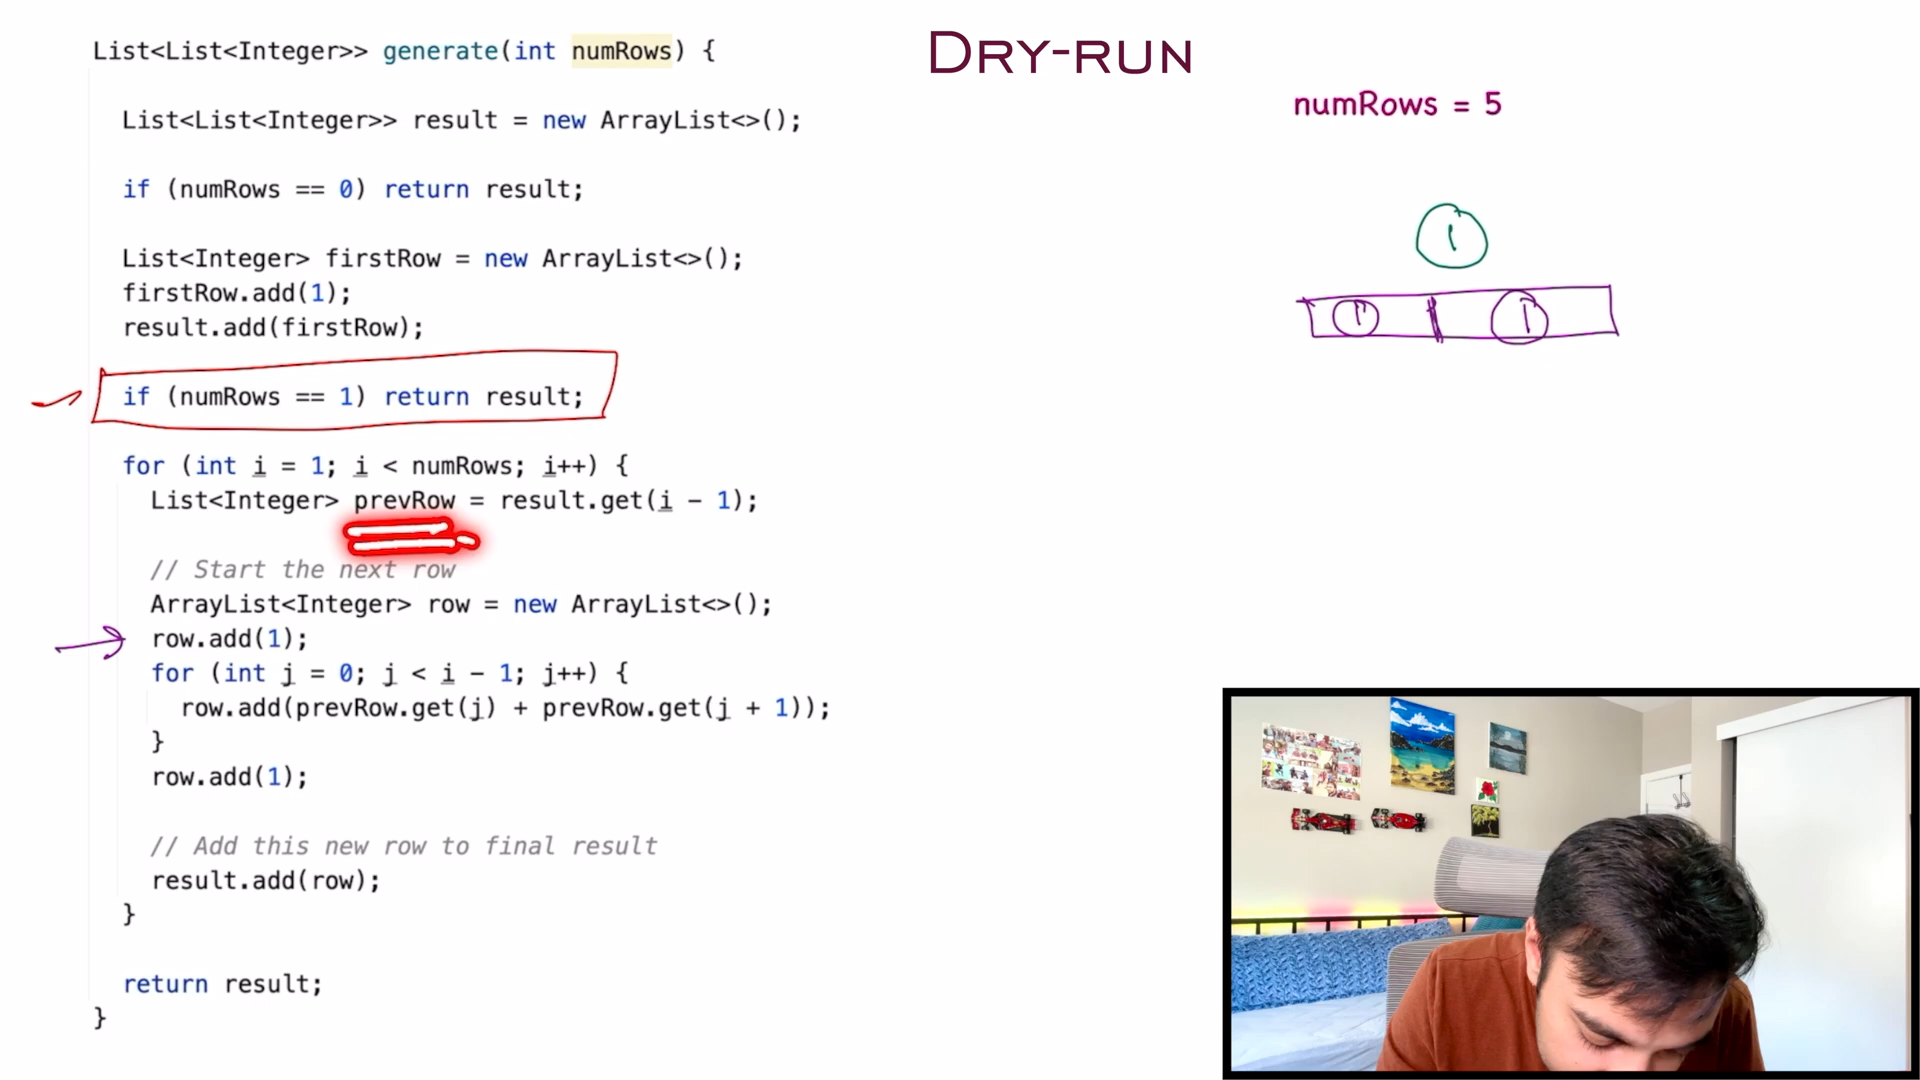 List<List<Integer>> generate(int numRows) {
List<List<Integer>> result = new ArrayList<>();
if (numRows == 0) return result;
List<Integer> firstRow = new ArrayList<>();
firstRow.add(1);
result.add(firstRow);
if (numRows == 1) return result;
for (int i = 1; i < numRows; i++) {
List<Integer> prevRow = result.get(i - 1);
// Start the next row
ArrayList<Integer> row = new ArrayList<>();
row.add(1);
for (int j = 0; j < i - 1; j++) {
row.add(prevRow.get(j) + prevRow.get(j + 1));
}
row.add(1);
// Add this new row to final result
result.add(row);
}
return result;
}
DRY-RUN
numRows = 5
1
1 1